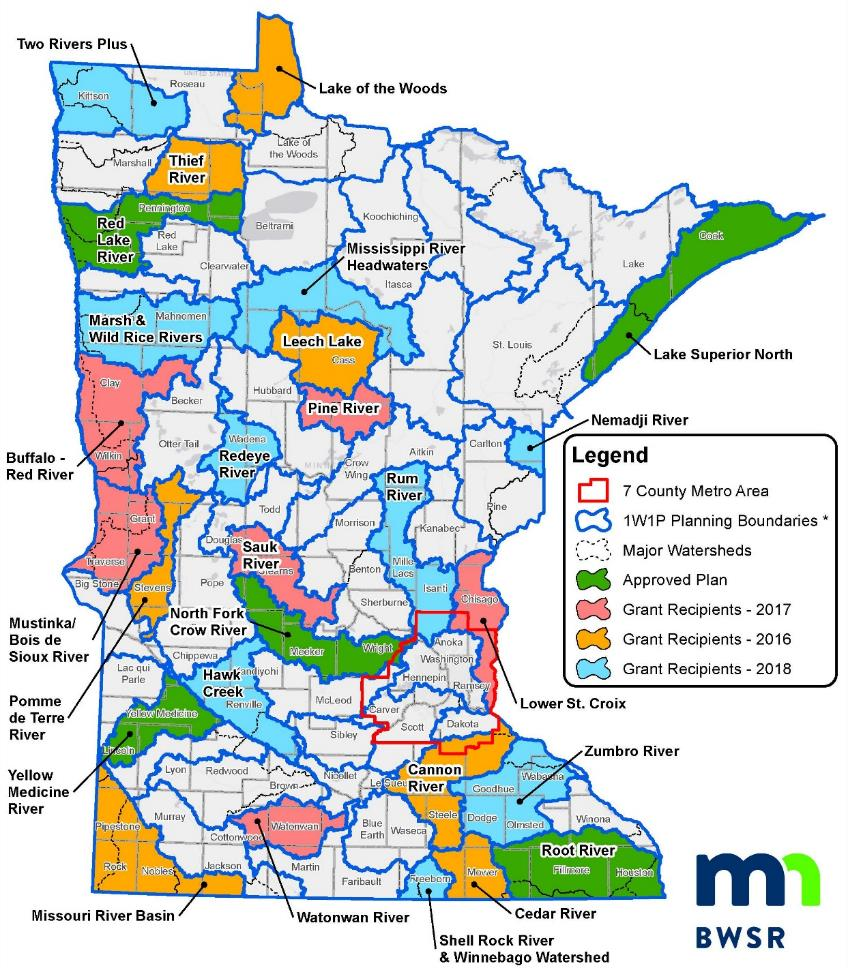 Two Rivers Plus
UNITED STATES
Roseau
Kittson
Lake of the Woods
Lake of
the Woods
Marshall
Thief
River
Pennington
Red
Lake
River
Red
Lake
Beltrami
Koochiching
Cook
Clearwater
Mississippi River
Headwaters
Lake
Itasca
Marsh &
Wild Rice Rivers
Mahnomen
Leech Lake
Cass
St. Louis
Lake Superior North
Clay
Becker
Hubbard
Pine River
Nemadji River
Buffalo -
Red River
Wilkin
Otter Tail
Wadena
Redeye
River
Crow
Wing
Aitkin
Carlton
Rum
River
Pine
Grant
Todd
Morrison
Kanabec
Douglas
Sauk
River
Stearns
Traverse
Big Stone
Stevens
Pope
Benton
Mille
Lacs
Isanti
Chisago
Sherburne
Mustinka/
Bois de
Sioux River
North Fork
Crow River
Meeker
Wright
Anoka
Washington
Hennepin
Ramsey
Chippewa
Lac qui
Parle
Hawk
Creek
Kandiyohi
Renville
McLeod
Carver
Scott
Dakota
Sibley
Lower St. Croix
Pomme
de Terre
River
Yellow Medicine
Lincoln
Yellow
Medicine
River
Lyon
Redwood
Brown
Nicollet
Le Sueur
Cannon
River
Zumbro River
Goodhue
Wabasha
Pipestone
Murray
Cottonwood
Watonwan
Blue
Earth
Waseca
Steele
Dodge
Olmsted
Winona
Rock
Nobles
Jackson
Martin
Faribault
Freeborn
Mower
Root River
Fillmore
Houston
Missouri River Basin
Watonwan River
Cedar River
Shell Rock River
& Winnebago Watershed
Legend
7 County Metro Area
1W1P Planning Boundaries *
Major Watersheds
Approved Plan
Grant Recipients - 2017
Grant Recipients - 2016
Grant Recipients - 2018
mn
BWSR